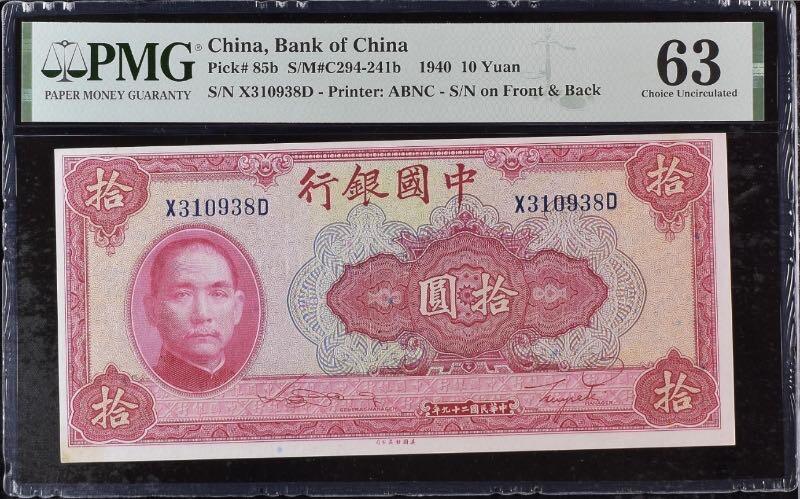 PMG®
PAPER MONEY GUARANTY
China, Bank of China
Pick# 85b S/M#C294-241b 1940 10 Yuan
S/N X310938D - Printer: ABNC - S/N on Front & Back
63
Choice Uncirculated
拾
拾
行銀國中
X310938D
X310938D
圓拾
GENERAL MANAGER
年九十二國民華中
拾
拾